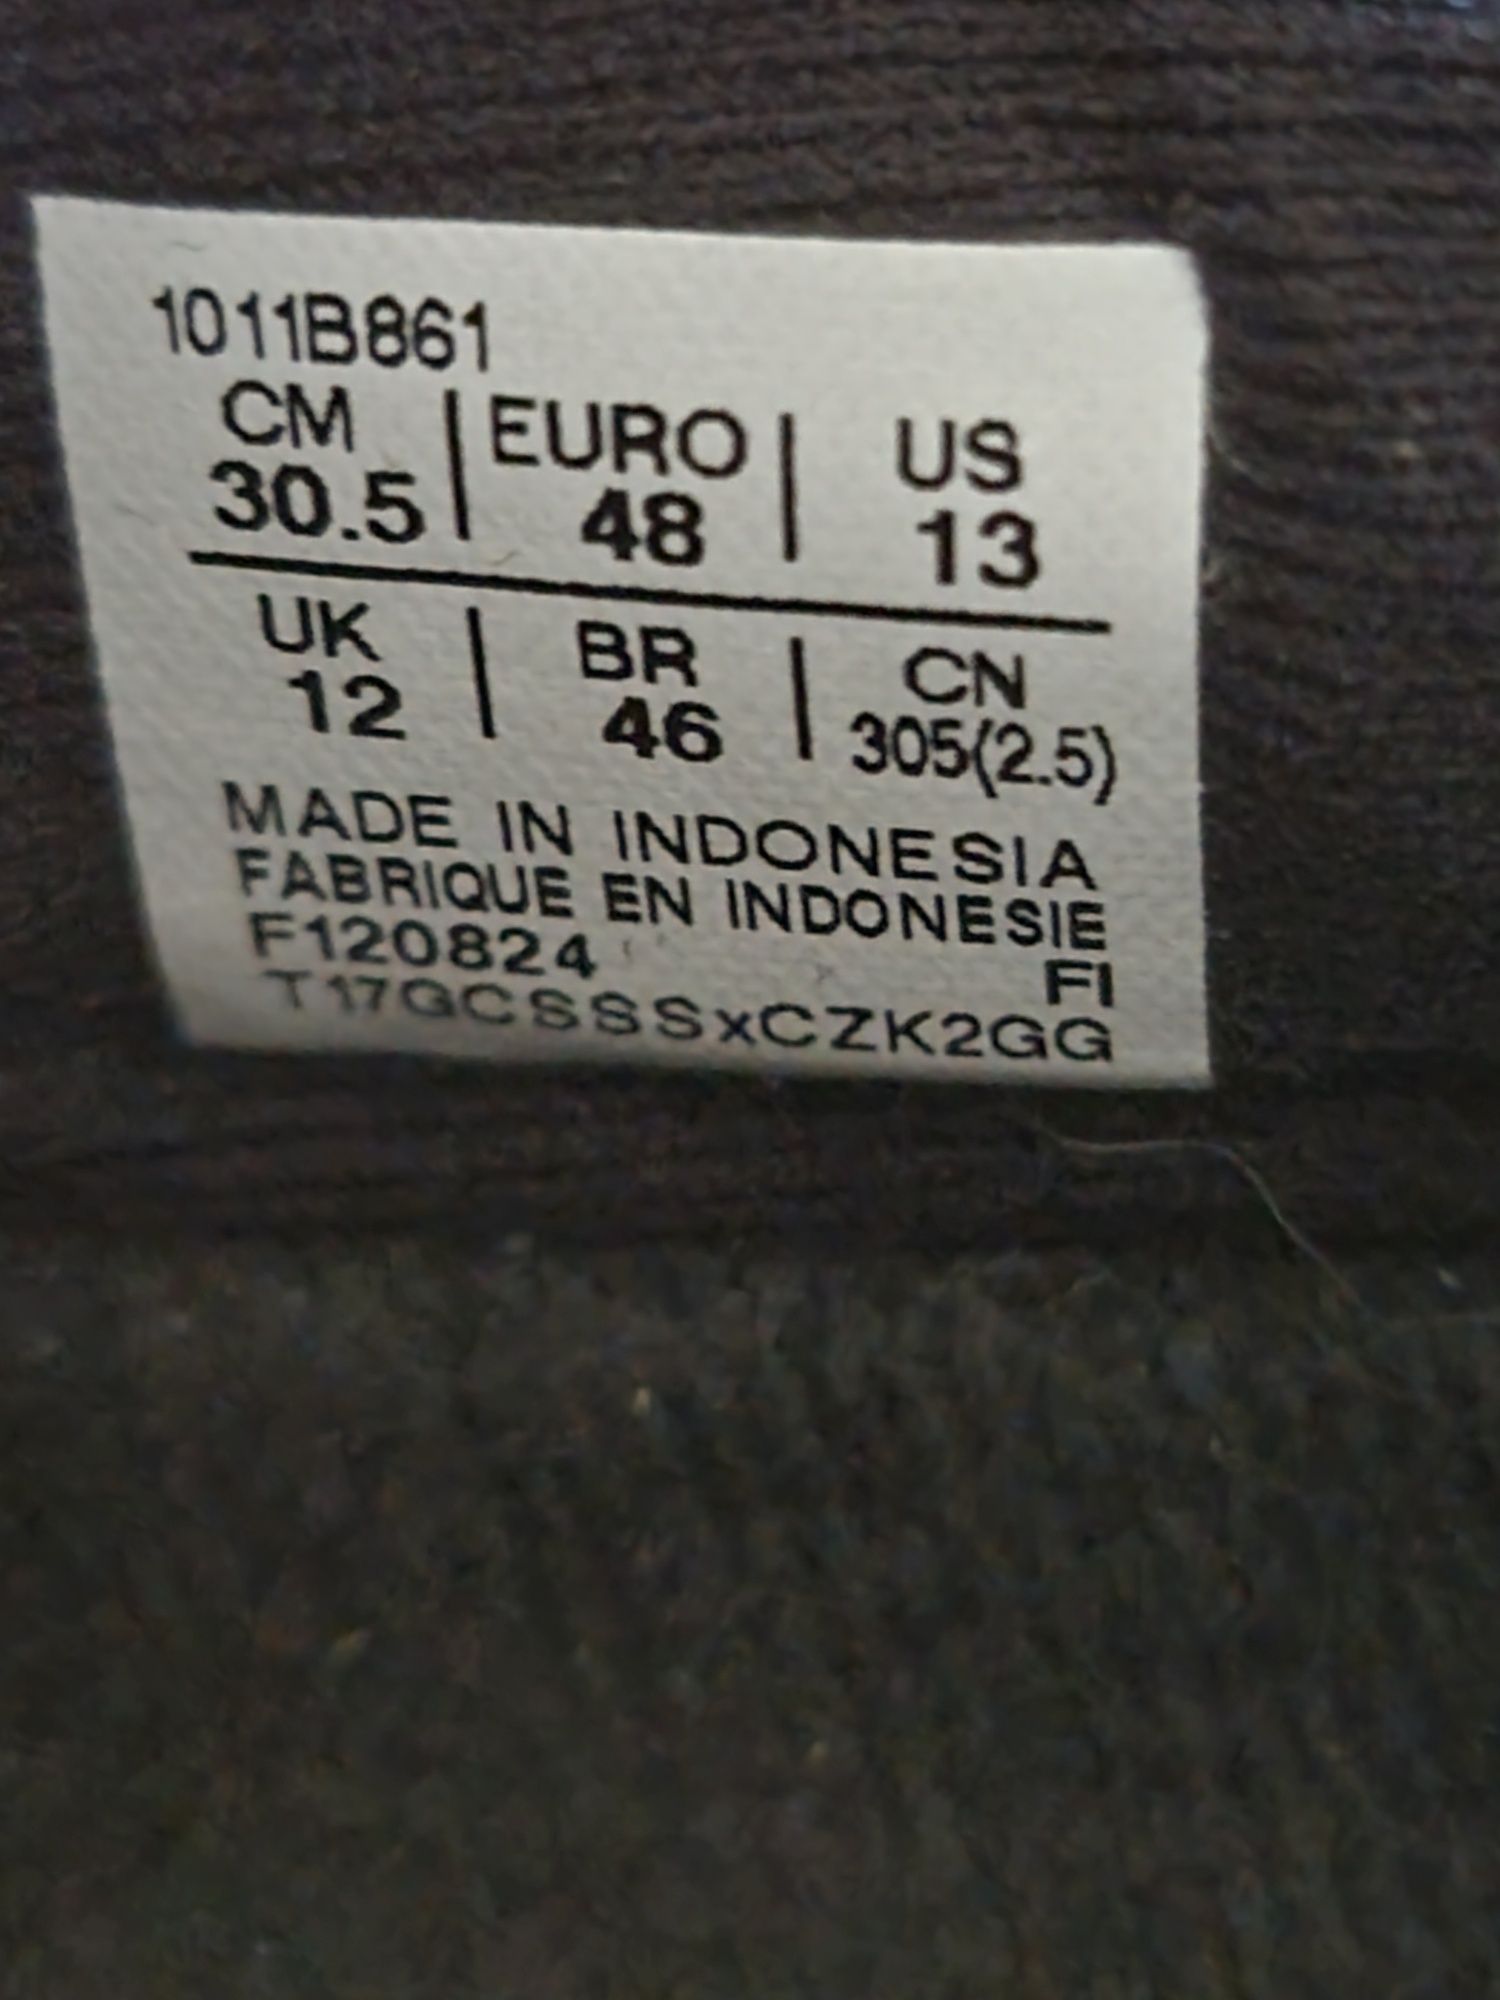 1011B861
CM | EURO | US
30.5 | 48 | 13
UK | BR | CN
12 | 46 | 305(2.5)
MADE IN INDONESIA
FABRIQUE EN INDONESIE
F120824 FI
T17GCSSSxCZK2GG